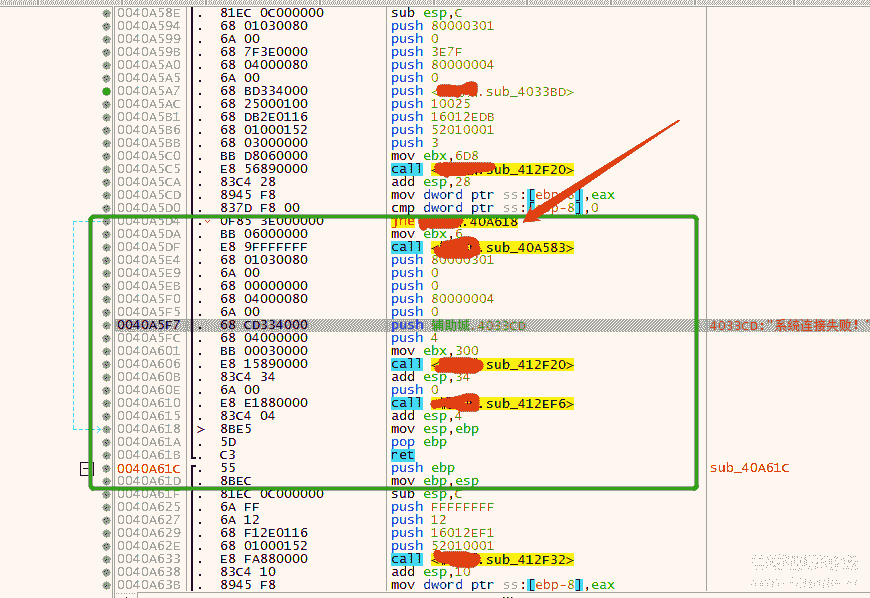 0040A58E . 81EC 0C000000 sub esp,C
0040A594 . 68 01030080 push 80000301
0040A599 . 6A 00 push 0
0040A59B . 68 7F3E0000 push 3E7F
0040A5A0 . 68 04000080 push 80000004
0040A5A5 . 6A 00 push 0
0040A5A7 . 68 BD334000 push < .sub_4033BD>
0040A5AC . 68 25000100 push 10025
0040A5B1 . 68 DB2E0116 push 16012EDB
0040A5B6 . 68 01000152 push 52010001
0040A5BB . 68 03000000 push 3
0040A5C0 . BB D8060000 mov ebx,6D8
0040A5C5 . E8 56890000 call < .sub_412F20>
0040A5CA . 83C4 28 add esp,28
0040A5CD . 8945 F8 mov dword ptr ss:[ebp-8],eax
0040A5D0 . 837D F8 00 cmp dword ptr ss:[ebp-8],0
0040A5D4 . 0F85 3E000000 jne .40A618
0040A5DA . BB 06000000 mov ebx,6
0040A5DF . E8 9FFFFFFF call < .sub_40A583>
0040A5E4 . 68 01030080 push 80000301
0040A5E9 . 6A 00 push 0
0040A5EB . 68 00000000 push 0
0040A5F0 . 68 04000080 push 80000004
0040A5F5 . 6A 00 push 0
0040A5F7 . 68 CD334000 push 辅助城.4033CD 4033CD:"系统连接失败!"
0040A5FC . 68 04000000 push 4
0040A601 . BB 00030000 mov ebx,300
0040A606 . E8 15890000 call < .sub_412F20>
0040A60B . 83C4 34 add esp,34
0040A60E . 6A 00 push 0
0040A610 . E8 E1880000 call < .sub_412EF6>
0040A615 . 83C4 04 add esp,4
0040A618 > 8BE5 mov esp,ebp
0040A61A . 5D pop ebp
0040A61B . C3 ret
0040A61C . 55 push ebp sub_40A61C
0040A61D . 8BEC mov ebp,esp
0040A61F . 81EC 0C000000 sub esp,C
0040A625 . 6A FF push FFFFFFFF
0040A627 . 6A 12 push 12
0040A629 . 68 F12E0116 push 16012EF1
0040A62E . 68 01000152 push 52010001
0040A633 . E8 FA880000 call < .sub_412F32>
0040A638 . 83C4 10 add esp,10
0040A63B . 8945 F8 mov dword ptr ss:[ebp-8],eax